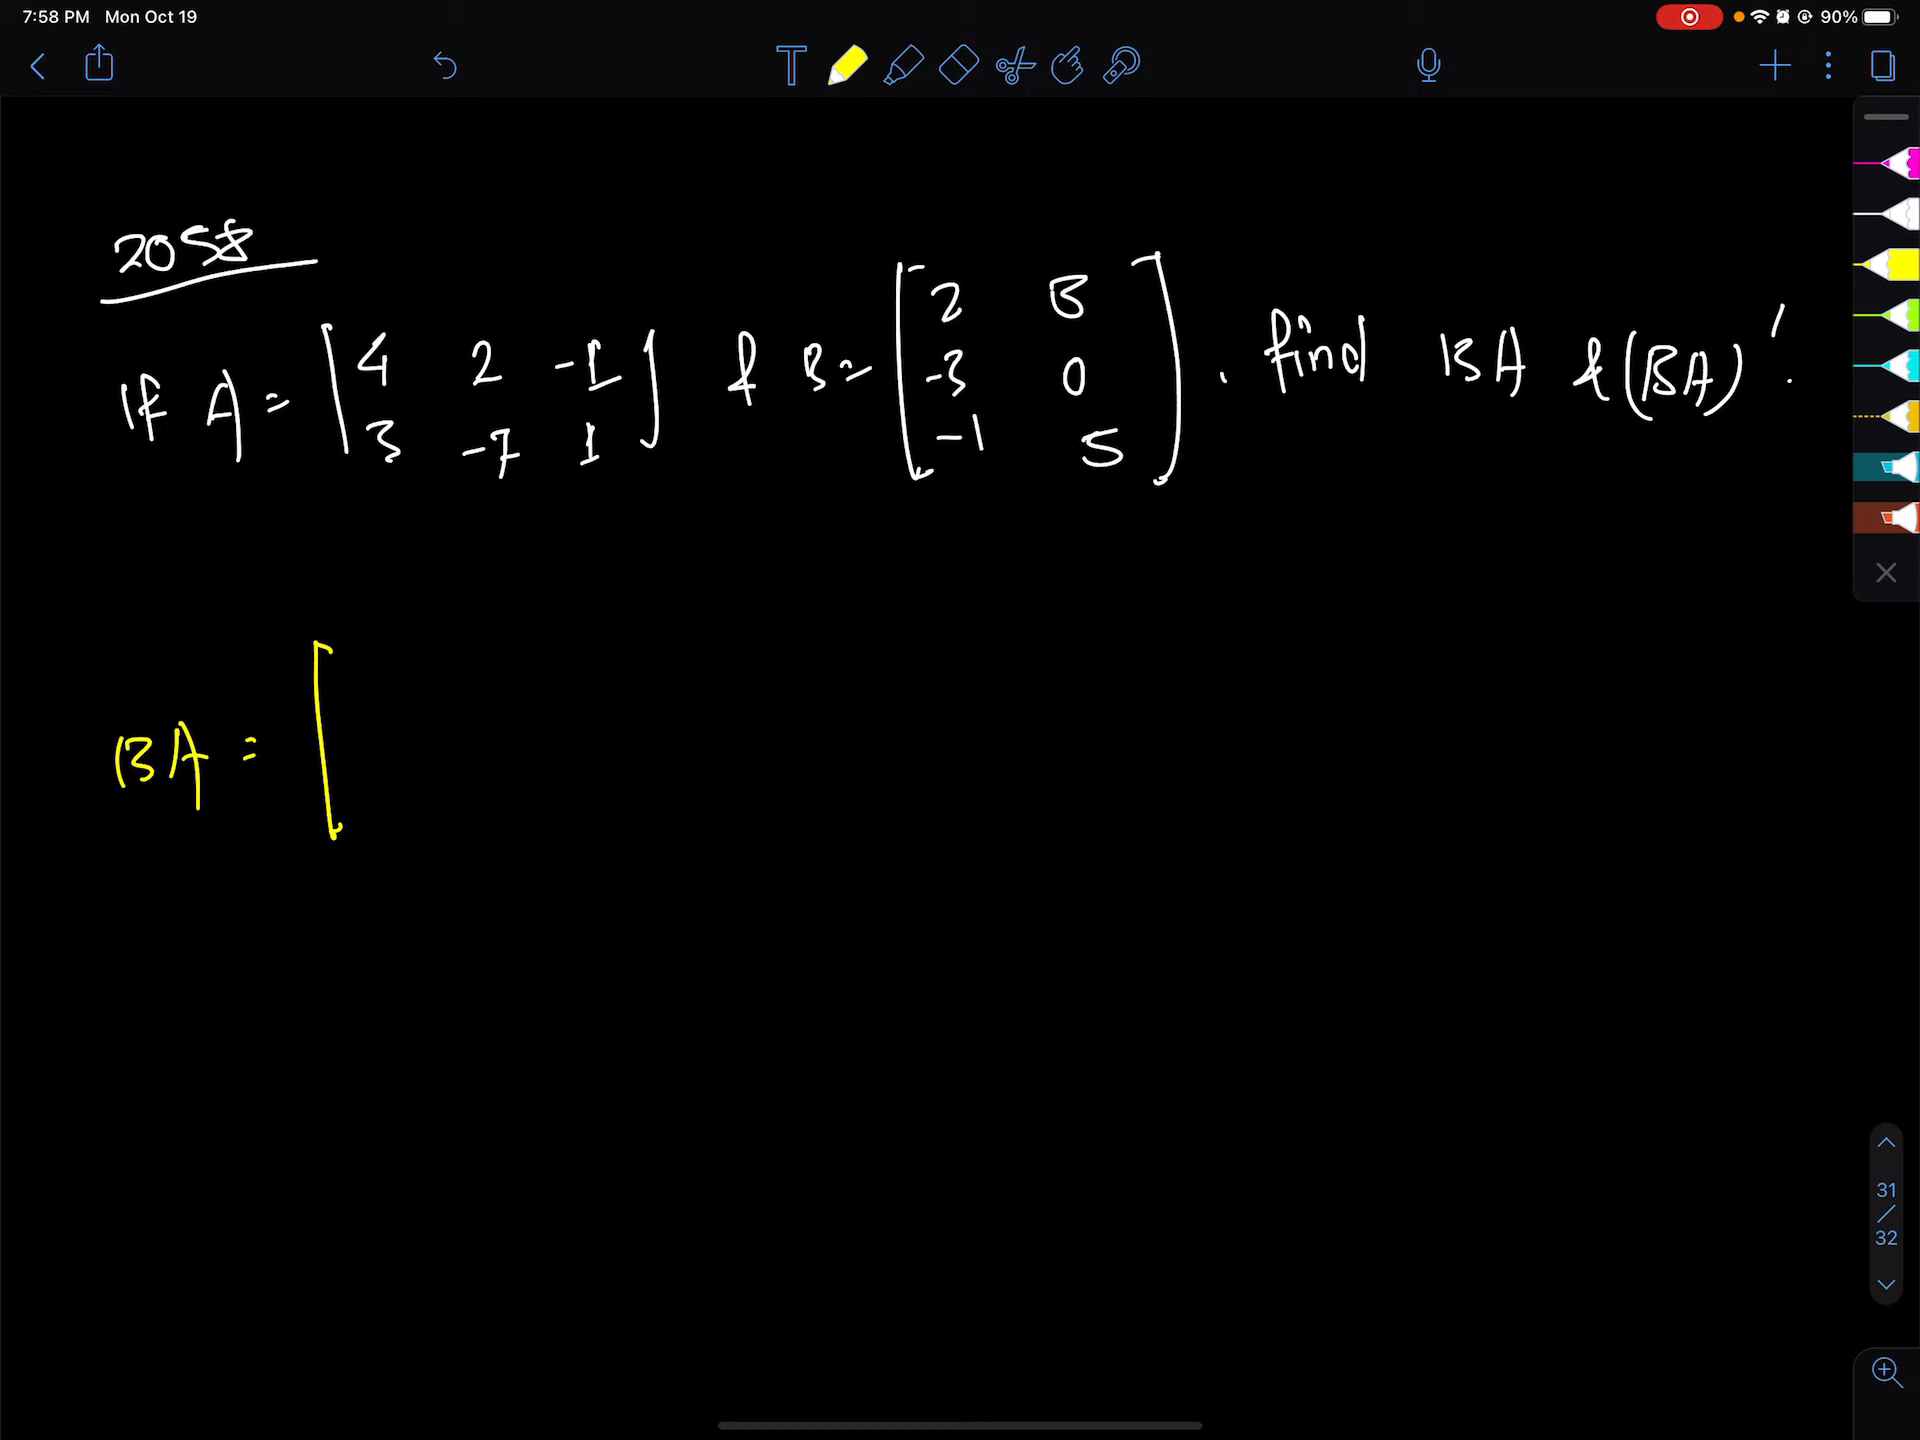 7:58 PM Mon Oct 19 90%
2058
If A = [ 4 2 -1 & B = [ 2 3 . find BA & (BA)'.
3 -7 1 ] -3 0
-1 5 ]
BA = [
31
/
32